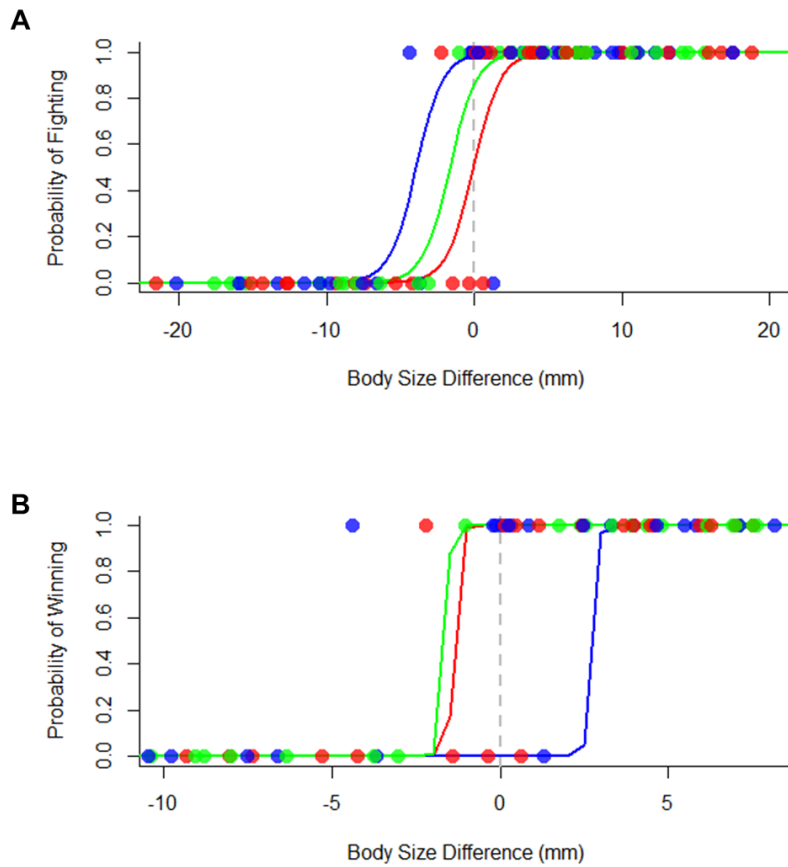 A
Probability of Fighting
1.0
0.8
0.6
0.4
0.2
0.0
-20 -10 0 10 20
Body Size Difference (mm)
B
Probability of Winning
1.0
0.8
0.6
0.4
0.2
0.0
-10 -5 0 5
Body Size Difference (mm)